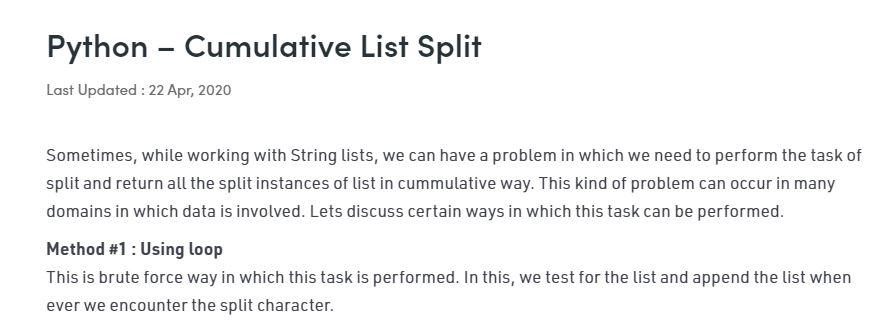 Python – Cumulative List Split
Last Updated : 22 Apr, 2020
Sometimes, while working with String lists, we can have a problem in which we need to perform the task of
split and return all the split instances of list in cummulative way. This kind of problem can occur in many
domains in which data is involved. Lets discuss certain ways in which this task can be performed.
Method #1 : Using loop
This is brute force way in which this task is performed. In this, we test for the list and append the list when
ever we encounter the split character.